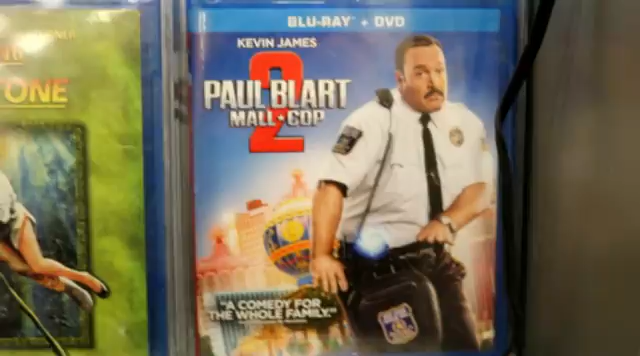 ONE
BLU-RAY + DVD
KEVIN JAMES
2
PAUL BLART
MALL COP
"A COMEDY FOR
THE WHOLE FAMILY."